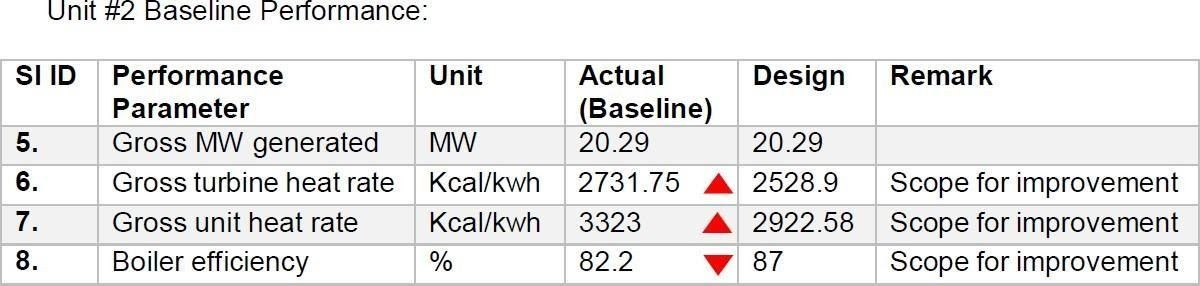 Unit #2 Baseline Performance:
SI ID Performance Parameter Unit Actual (Baseline) Design Remark
5. Gross MW generated MW 20.29 20.29
6. Gross turbine heat rate Kcal/kwh 2731.75 2528.9 Scope for improvement
7. Gross unit heat rate Kcal/kwh 3323 2922.58 Scope for improvement
8. Boiler efficiency % 82.2 87 Scope for improvement